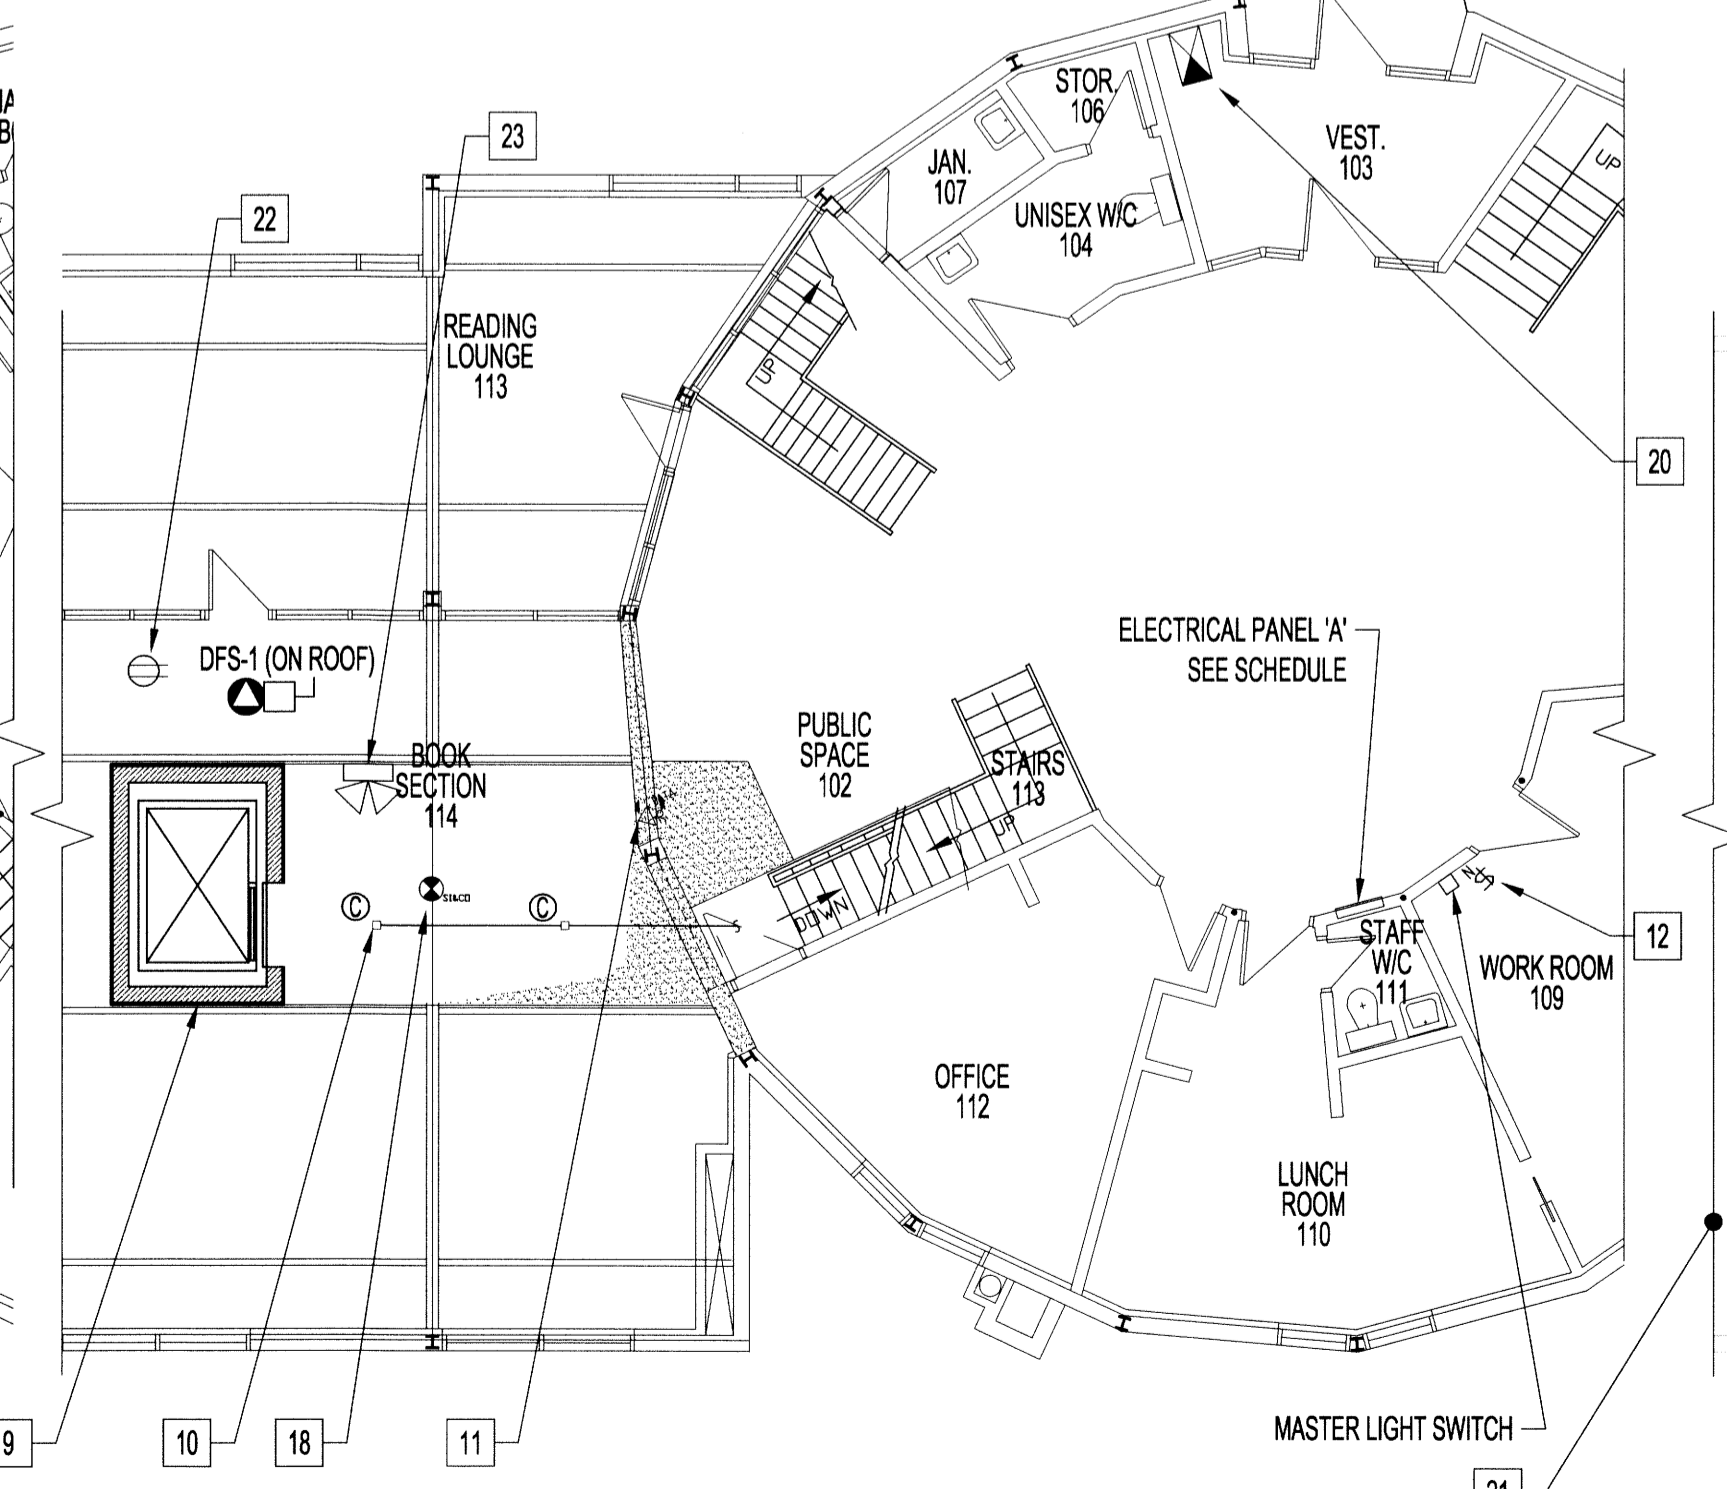 23
22
STOR.
106
JAN.
107
UNISEX W/C
104
VEST.
103
UP
READING
LOUNGE
113
UP
20
DFS-1 (ON ROOF)
ELECTRICAL PANEL 'A'
SEE SCHEDULE
PUBLIC
SPACE
102
BOOK
SECTION
114
STAIRS
113
UP
DOWN
C
C
STAFF
W/C
111
12
WORK ROOM
109
OFFICE
112
LUNCH
ROOM
110
9
10
18
11
MASTER LIGHT SWITCH